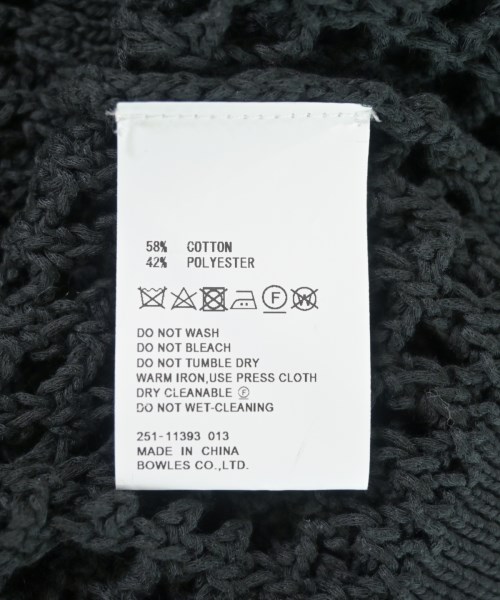 58% COTTON
42% POLYESTER
F W
DO NOT WASH
DO NOT BLEACH
DO NOT TUMBLE DRY
WARM IRON,USE PRESS CLOTH
DRY CLEANABLE Ⓕ
DO NOT WET-CLEANING
251-11393 013
MADE IN CHINA
BOWLES CO.,LTD.